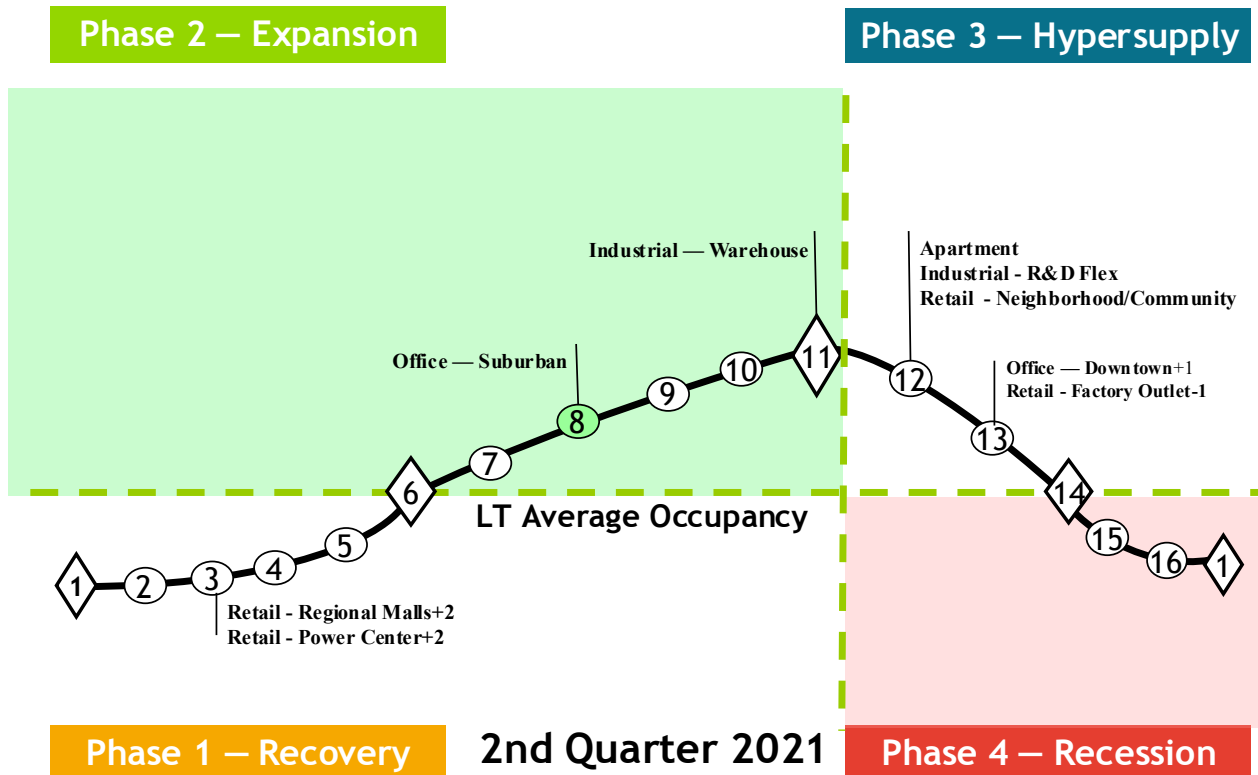 Phase 2 — Expansion
Phase 3 — Hypersupply
Industrial — Warehouse
Apartment
Industrial - R&D Flex
Retail - Neighborhood/Community
Office — Suburban
Office — Downtown+1
Retail - Factory Outlet-1
11
10
12
9
8
13
7
6
14
LT Average Occupancy
5
15
4
16
1
3
2
1
Retail - Regional Malls+2
Retail - Power Center+2
Phase 1 — Recovery
2nd Quarter 2021
Phase 4 — Recession